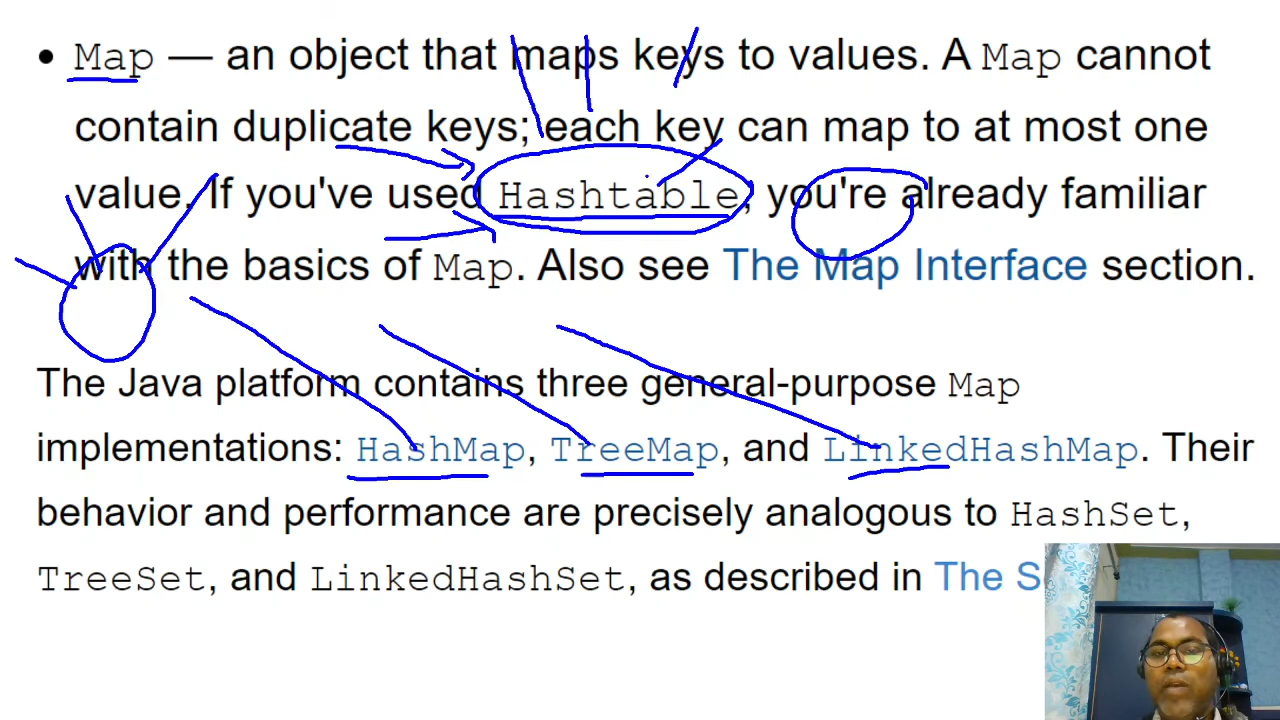 • Map — an object that maps keys to values. A Map cannot
contain duplicate keys; each key can map to at most one
value. If you've used Hashtable, you're already familiar
with the basics of Map. Also see The Map Interface section.
The Java platform contains three general-purpose Map
implementations: HashMap, TreeMap, and LinkedHashMap. Their
behavior and performance are precisely analogous to HashSet,
TreeSet, and LinkedHashSet, as described in The S